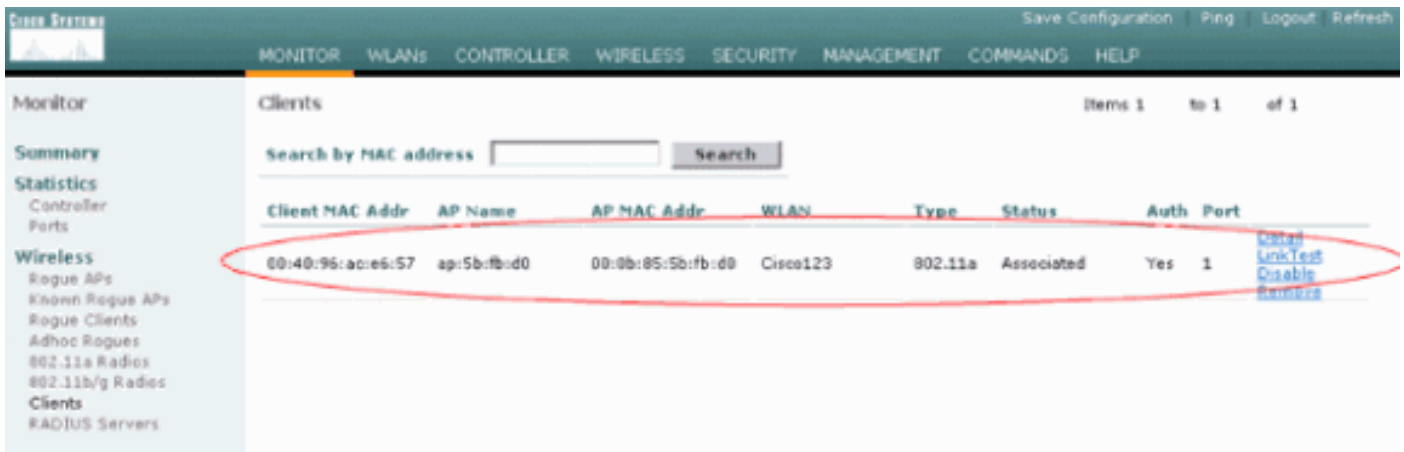 CISCO SYSTEMS
Save Configuration Ping Logout Refresh
MONITOR WLANs CONTROLLER WIRELESS SECURITY MANAGEMENT COMMANDS HELP
Monitor
Summary
Statistics
Controller
Ports
Wireless
Rogue APs
Known Rogue APs
Rogue Clients
Adhoc Rogues
802.11a Radios
802.11b/g Radios
Clients
RADIUS Servers
Clients
Items 1 to 1 of 1
Search by MAC address Search
Client MAC Addr AP Name AP MAC Addr WLAN Type Status Auth Port
00:40:96:ac:e6:57 ap:5b:fb:d0 00:0b:85:5b:fb:d0 Cisco123 802.11a Associated Yes 1
Detail
LinkTest
Disable
Remove